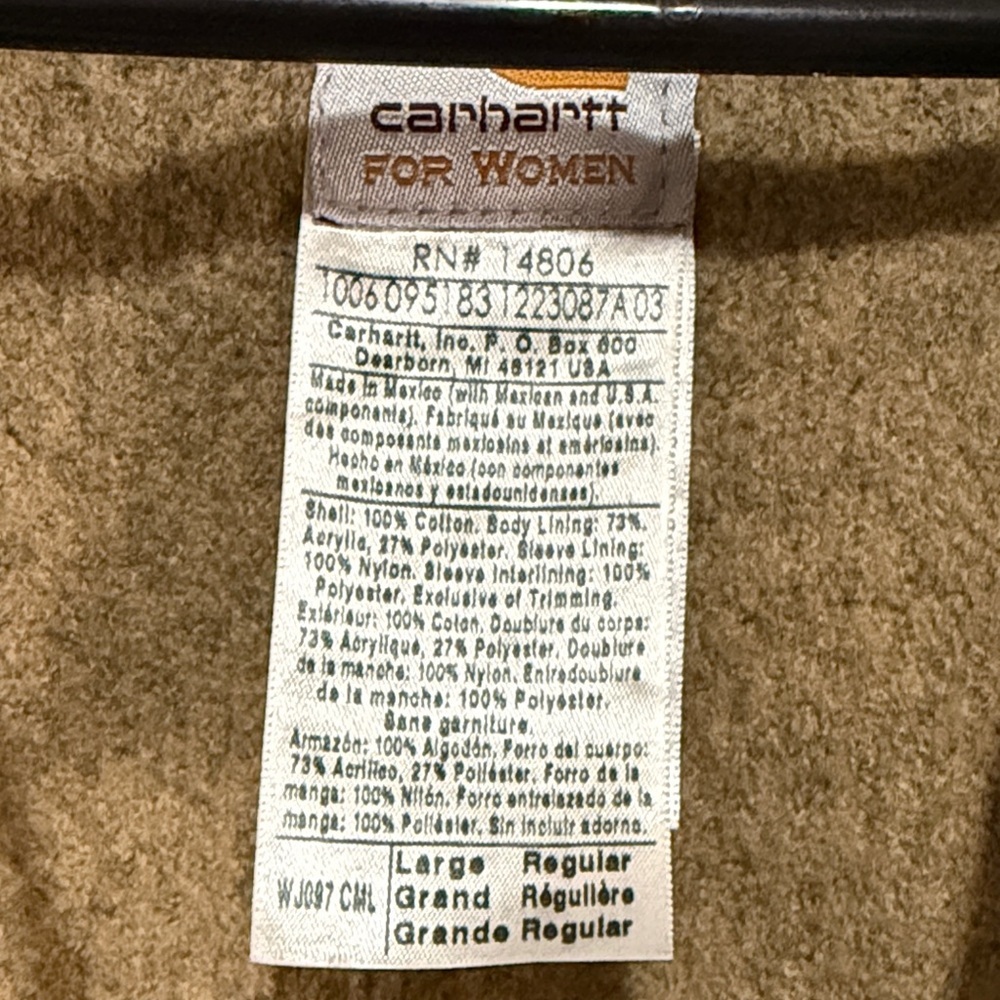 carhartt
FOR WOMEN
RN# 14806
1006095183 1223087A03
Carhartt, Inc. P. O. Box 600
Dearborn, MI 48121 USA
Made in Mexico (with Mexican and U.S.A.
components). Fabriqué au Mexique (avec
des composants mexicains et américains).
Hecho en México (con componentes
mexicanos y estadounidenses).
Shell: 100% Cotton. Body Lining: 73%
Acrylic, 27% Polyester. Sleeve Lining:
100% Nylon. Sleeve Interlining: 100%
Polyester. Exclusive of Trimming.
Extérieur: 100% Coton. Doublure du corps:
73% Acrylique, 27% Polyester. Doublure
de la manche: 100% Nylon. Entredoublure
de la manche: 100% Polyester.
Sans garniture.
Armazón: 100% Algodón. Forro del cuerpo:
73% Acrílico, 27% Poliéster. Forro de la
manga: 100% Nilón. Forro entrelazado de la
manga: 100% Poliéster. Sin incluir adorno.
WJ097 CML
Large Regular
Grand Régulière
Grande Regular